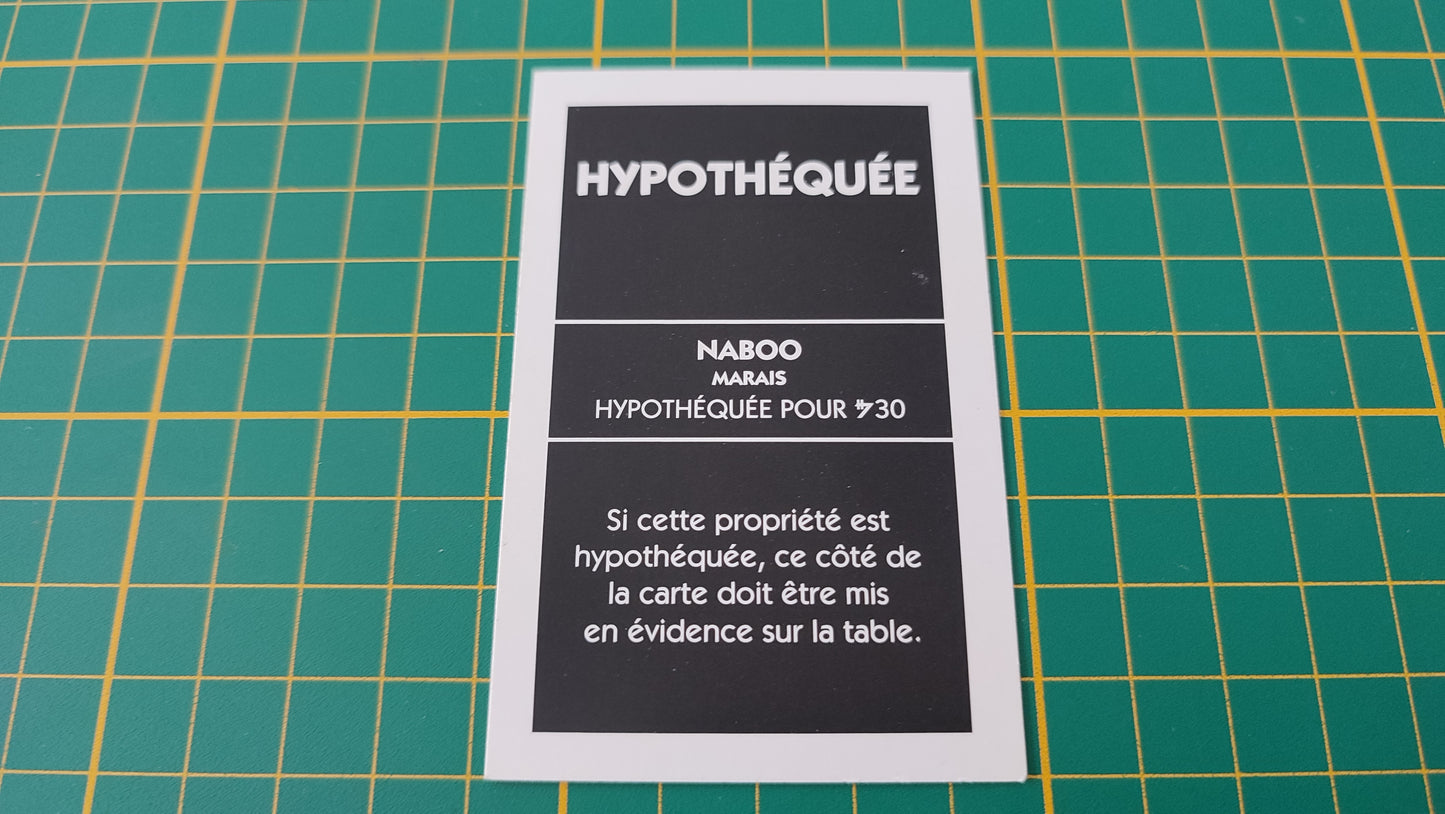 HYPOTHÉQUÉE
NABOO
MARAIS
HYPOTHÉQUÉE POUR 30
Si cette propriété est
hypothéquée, ce côté de
la carte doit être mis
en évidence sur la table.